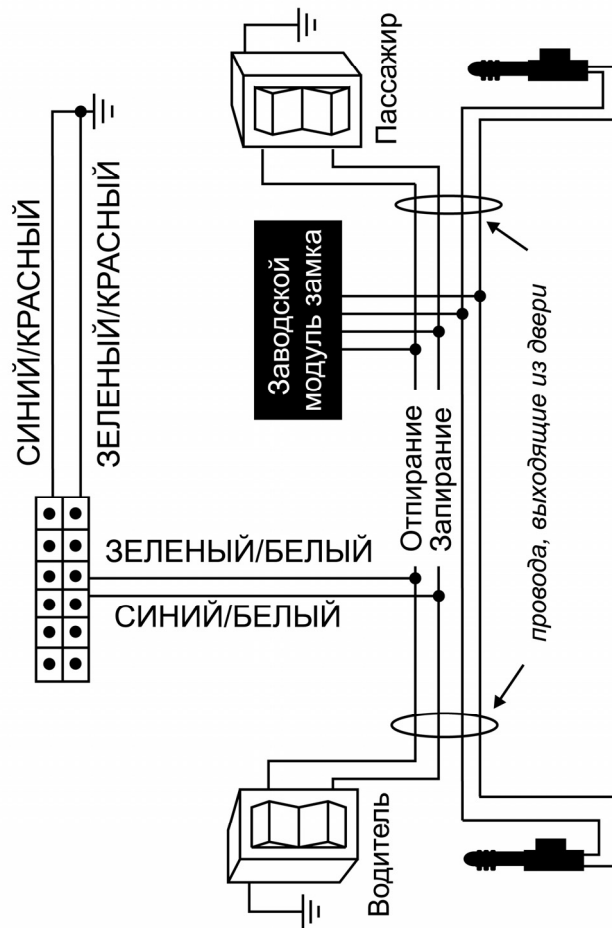 СИНИЙ/КРАСНЫЙ
ЗЕЛЕНЫЙ/КРАСНЫЙ
ЗЕЛЕНЫЙ/БЕЛЫЙ
СИНИЙ/БЕЛЫЙ
Пассажир
Заводской
модуль замка
Отпирание
Запирание
провода, выходящие из двери
Водитель